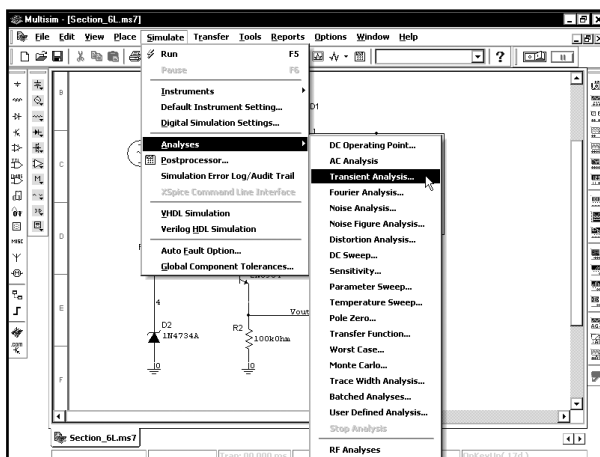 Multisim - [Section_6L.ms7]
File Edit View Place Simulate Transfer Tools Reports Options Window Help
Run F5
Pause F6
Instruments
Default Instrument Setting...
Digital Simulation Settings...
Analyses
Postprocessor...
Simulation Error Log/Audit Trail
XSpice Command Line Interface
VHDL Simulation
Verilog HDL Simulation
Auto Fault Option...
Global Component Tolerances...
DC Operating Point...
AC Analysis
Transient Analysis...
Fourier Analysis...
Noise Analysis...
Noise Figure Analysis...
Distortion Analysis...
DC Sweep...
Sensitivity...
Parameter Sweep...
Temperature Sweep...
Pole Zero...
Transfer Function...
Worst Case...
Monte Carlo...
Trace Width Analysis...
Batched Analyses...
User Defined Analysis...
Stop Analysis
RF Analyses
B
C
D
E
F
D1
4
Vout
D2
1N4734A
R2
100kOhm
0
0
MISC
Section_6L.ms7